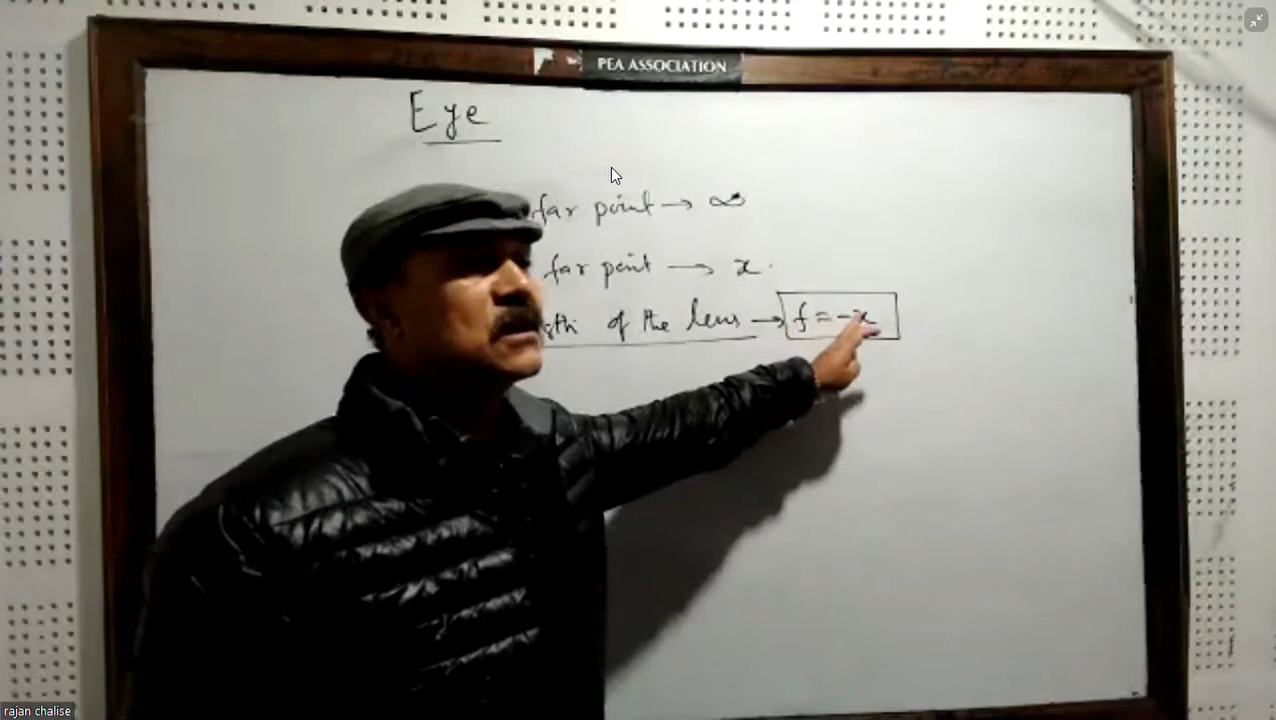 PEA ASSOCIATION
Eye
far point → ∞
far point → x.
of the lens → f = -x
rajan chalise